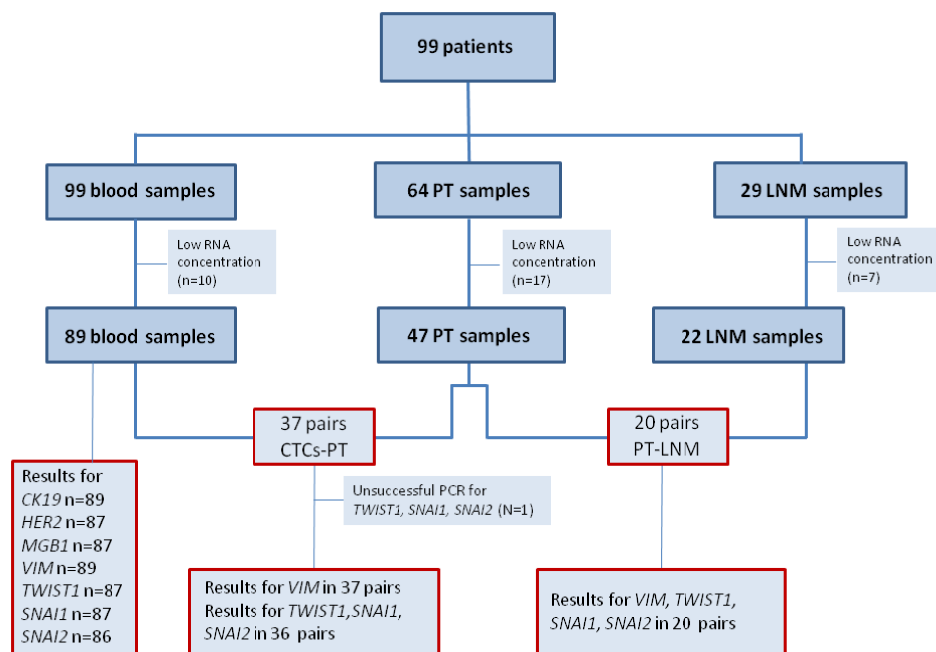 99 patients
99 blood samples
64 PT samples
29 LNM samples
Low RNA
concentration
(n=10)
Low RNA
concentration
(n=17)
Low RNA
concentration
(n=7)
89 blood samples
47 PT samples
22 LNM samples
37 pairs
CTCs-PT
20 pairs
PT-LNM
Results for
CK19 n=89
HER2 n=87
MGB1 n=87
VIM n=89
TWIST1 n=87
SNAI1 n=87
SNAI2 n=86
Unsuccessful PCR for
TWIST1, SNAI1, SNAI2 (N=1)
Results for VIM in 37 pairs
Results for TWIST1,SNAI1,
SNAI2 in 36 pairs
Results for VIM, TWIST1,
SNAI1, SNAI2 in 20 pairs